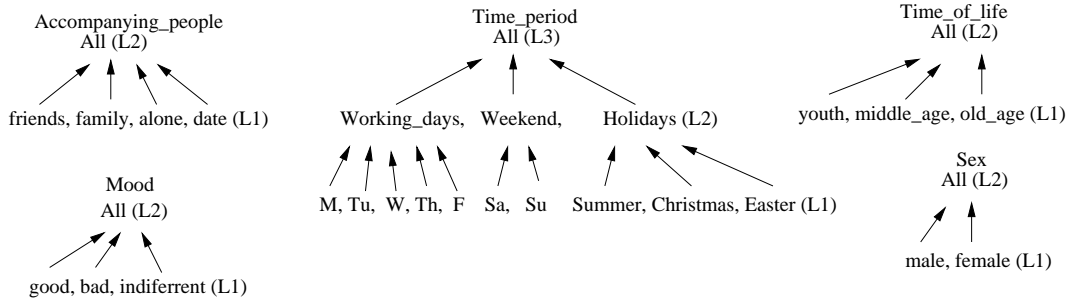 Accompanying_people
All (L2)
friends, family, alone, date (L1)
Mood
All (L2)
good, bad, indiferrent (L1)
Time_period
All (L3)
Working_days, Weekend, Holidays (L2)
M, Tu, W, Th, F Sa, Su Summer, Christmas, Easter (L1)
Time_of_life
All (L2)
youth, middle_age, old_age (L1)
Sex
All (L2)
male, female (L1)